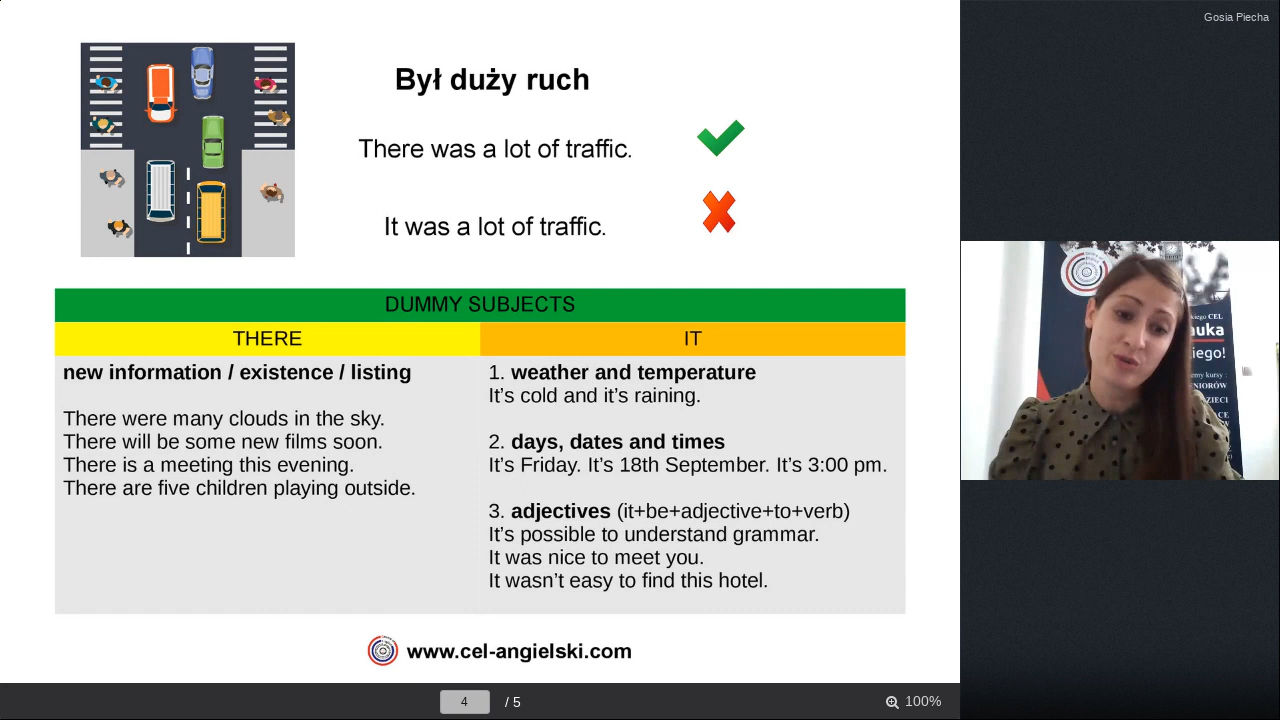 Był duży ruch
There was a lot of traffic.
It was a lot of traffic.
DUMMY SUBJECTS
THERE
IT
new information / existence / listing
There were many clouds in the sky.
There will be some new films soon.
There is a meeting this evening.
There are five children playing outside.
1. weather and temperature
It’s cold and it’s raining.
2. days, dates and times
It’s Friday. It’s 18th September. It’s 3:00 pm.
3. adjectives (it+be+adjective+to+verb)
It’s possible to understand grammar.
It was nice to meet you.
It wasn’t easy to find this hotel.
www.cel-angielski.com
4 / 5
100%
Gosia Piecha
CEL